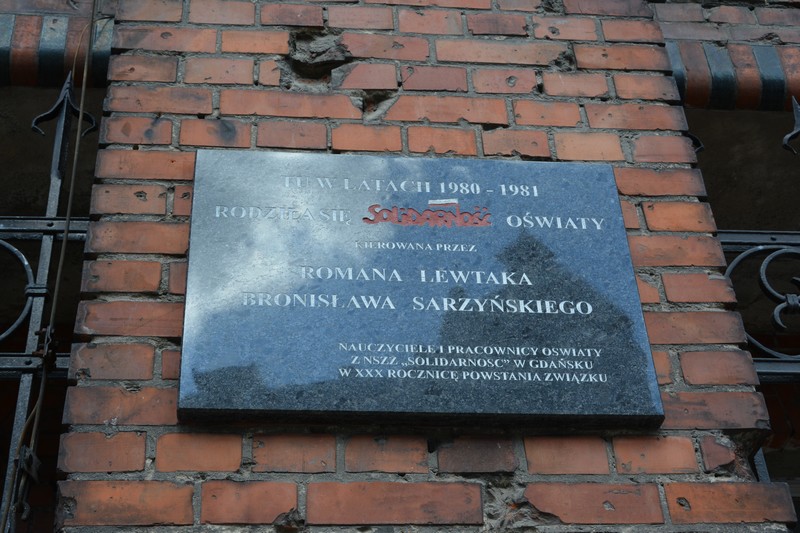 TU W LATACH 1980 - 1981
RODZIŁA SIĘ Solidarność OŚWIATY
KIEROWANA PRZEZ
ROMANA LEWTAKA
BRONISŁAWA SARZYŃSKIEGO
NAUCZYCIELE I PRACOWNICY OŚWIATY
Z NSZZ „SOLIDARNOŚĆ" W GDAŃSKU
W XXX ROCZNICĘ POWSTANIA ZWIĄZKU